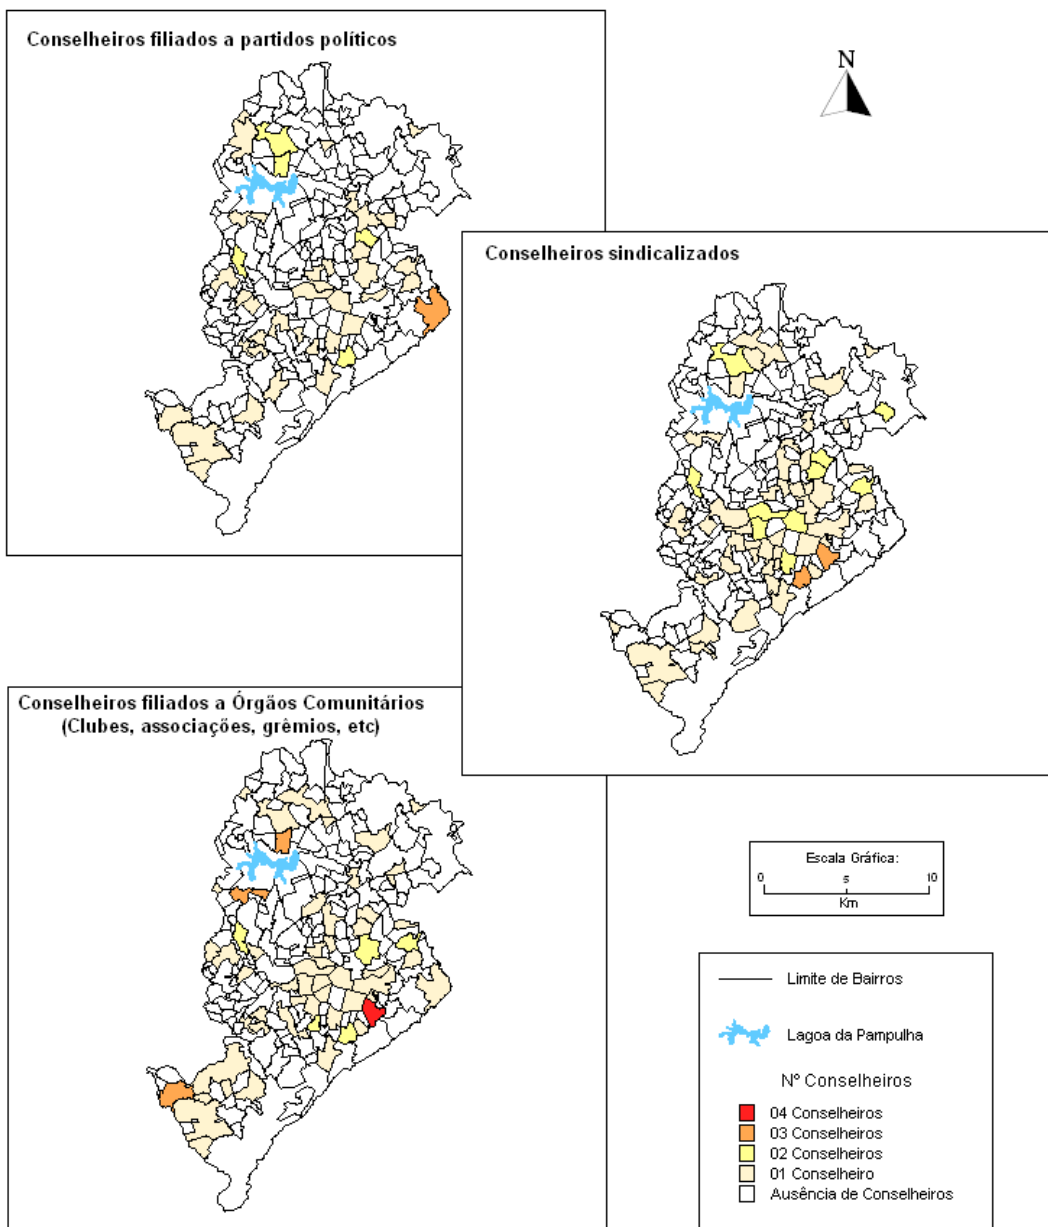 Conselheiros filiados a partidos políticos
N
Conselheiros sindicalizados
Conselheiros filiados a Órgãos Comunitários
(Clubes, associações, grêmios, etc)
Escala Gráfica:
0 5 10
Km
Limite de Bairros
Lagoa da Pampulha
Nº Conselheiros
04 Conselheiros
03 Conselheiros
02 Conselheiros
01 Conselheiro
Ausência de Conselheiros